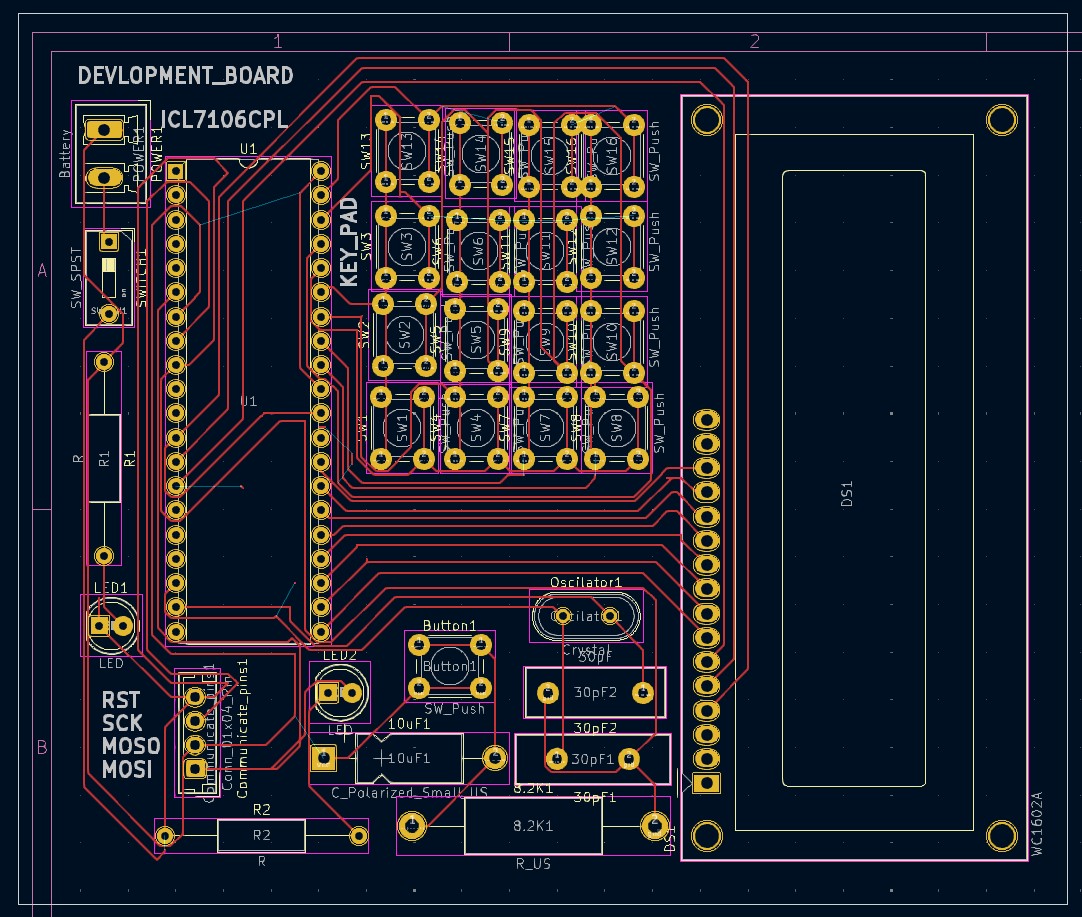 1
2
DEVLOPMENT_BOARD
ICL7106CPL
Battery
POWER1
POWER1
U1
SW13
SW13
SW14
SW15
SW15
SW16
SW16
SW_Push
KEY_PAD
SW3
SW3
SW6
SW6
SW11
SW11
SW12
SW_Push
A
A
SW_SPST
SWITCH1
on
SW2
SW2
SW5
SW5
SW9
SW9
SW10
SW10
SW_Push
U1
SW1
SW1
SW4
SW4
SW7
SW7
SW8
SW8
SW_Push
R
R1
R1
DS1
LED1
LED
Oscilator1
Oscilator1
Crystal
30pF
Button1
Button1
SW_Push
LED2
LED
30pF2
30pF2
RST
SCK
MOSO
MOSI
Communicate_pins1
Conn_01x04_Pin
Communicate_pins1
B
B
10uF1
10uF1
C_Polarized_Small_US
30pF1
30pF1
8.2K1
8.2K1
R_US
R2
R2
R
DS1
WC1602A